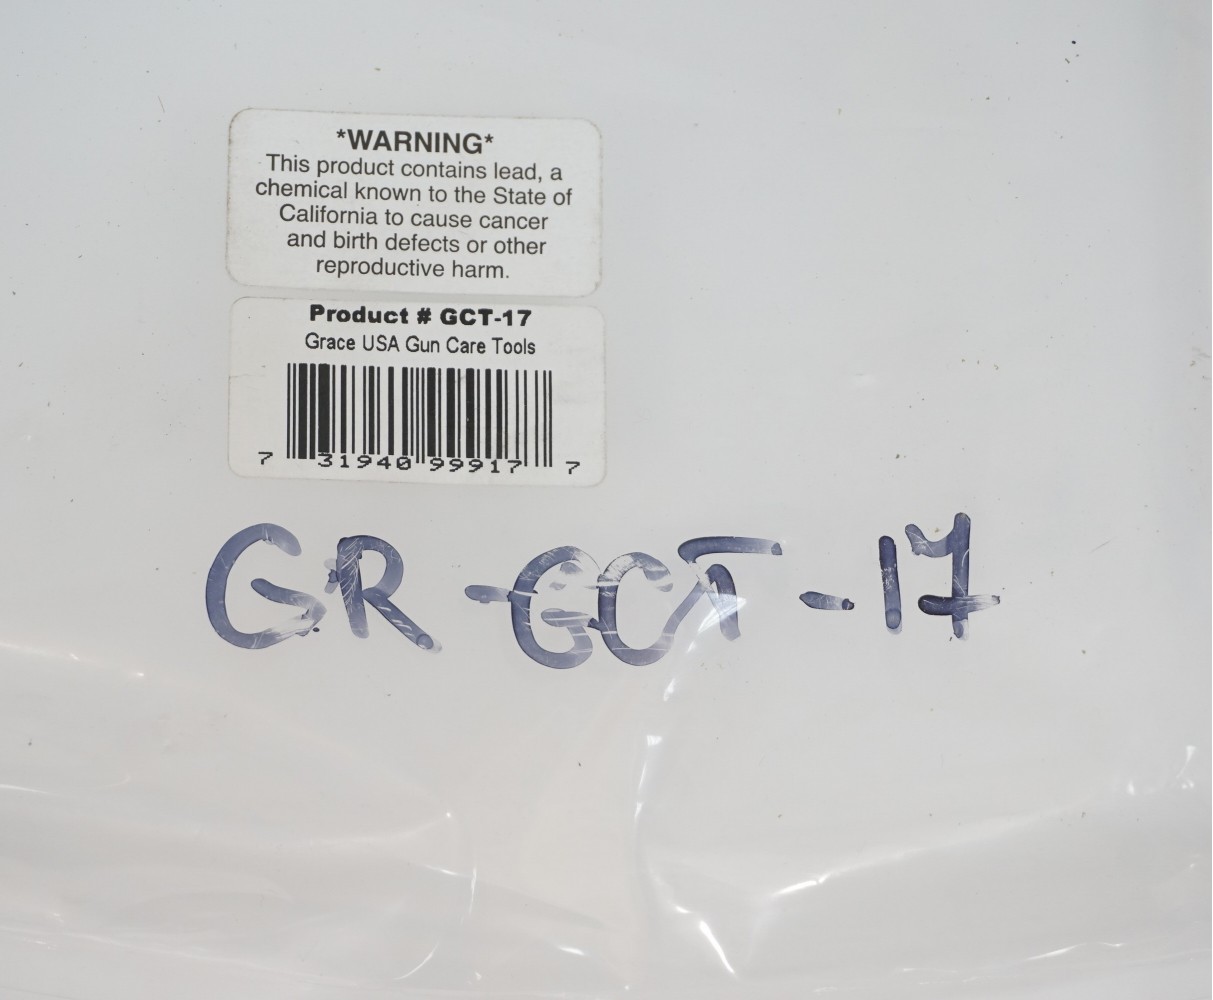 *WARNING*
This product contains lead, a
chemical known to the State of
California to cause cancer
and birth defects or other
reproductive harm.
Product # GCT-17
Grace USA Gun Care Tools
7 31940 99917 7
GR-GCT-17